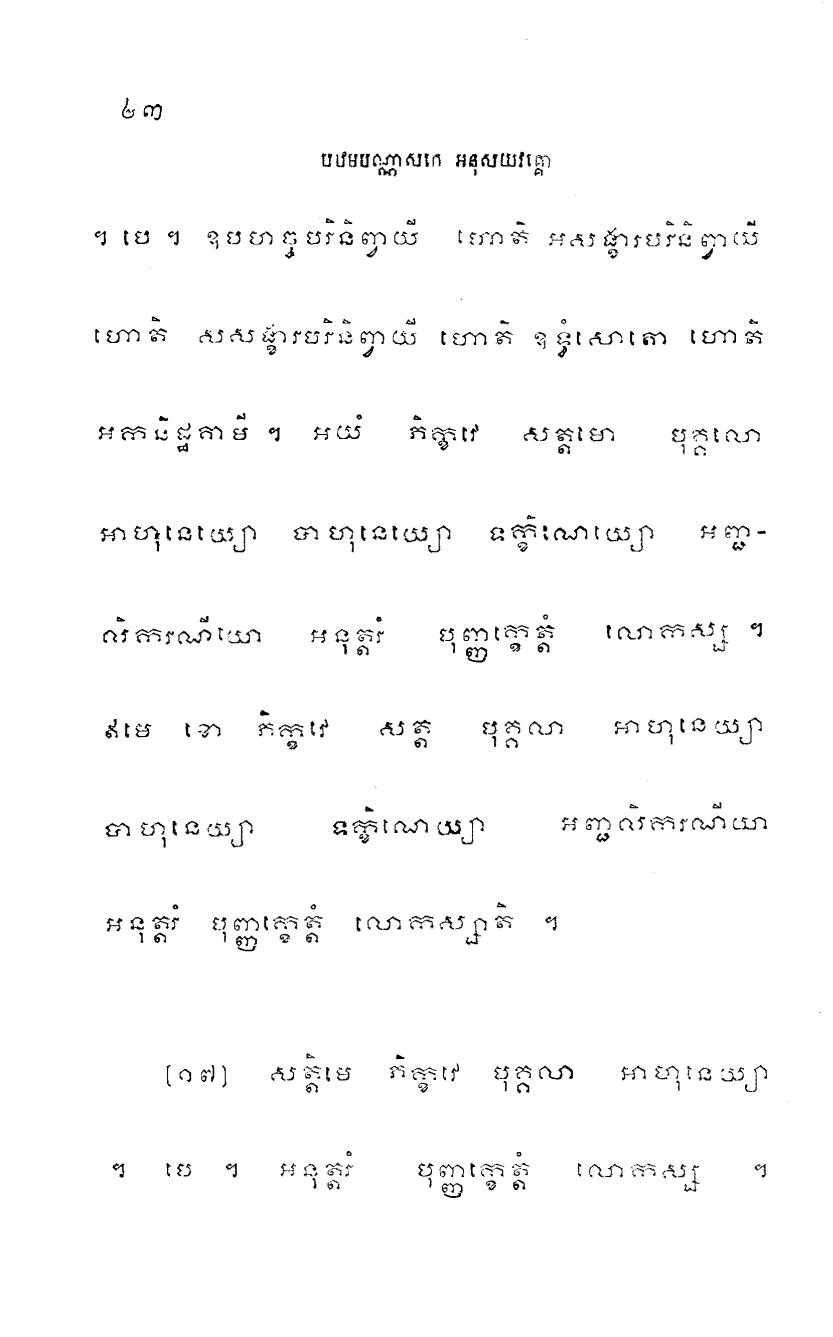 ៤៣
បឋមបណ្ណាសកេ អនុសយវគ្គោ
។ បេ ។ ឧបហច្ចបរិនិព្វាយី ហោតិ អសង្ខារបរិនិព្វាយី
ហោតិ សសង្ខារបរិនិព្វាយី ហោតិ ឧទ្ធំសោតោ ហោតិ
អកនិដ្ឋគាមី ។ អយំ ភិក្ខវេ សត្តមោ បុគ្គលោ
អាហុនេយ្យោ បាហុនេយ្យោ ទក្ខិណេយ្យោ អញ្ជ-
លិករណីយោ អនុត្តរំ បុញ្ញក្ខេត្តំ លោកស្ស ។
ឥមេ ខោ ភិក្ខវេ សត្ត បុគ្គលា អាហុនេយ្យា
បាហុនេយ្យា ទក្ខិណេយ្យា អញ្ជលិករណីយា
អនុត្តរំ បុញ្ញក្ខេត្តំ លោកស្សាតិ ។
[១៧] សត្តិមេ ភិក្ខវេ បុគ្គលា អាហុនេយ្យា
។ បេ ។ អនុត្តរំ បុញ្ញក្ខេត្តំ លោកស្ស ។